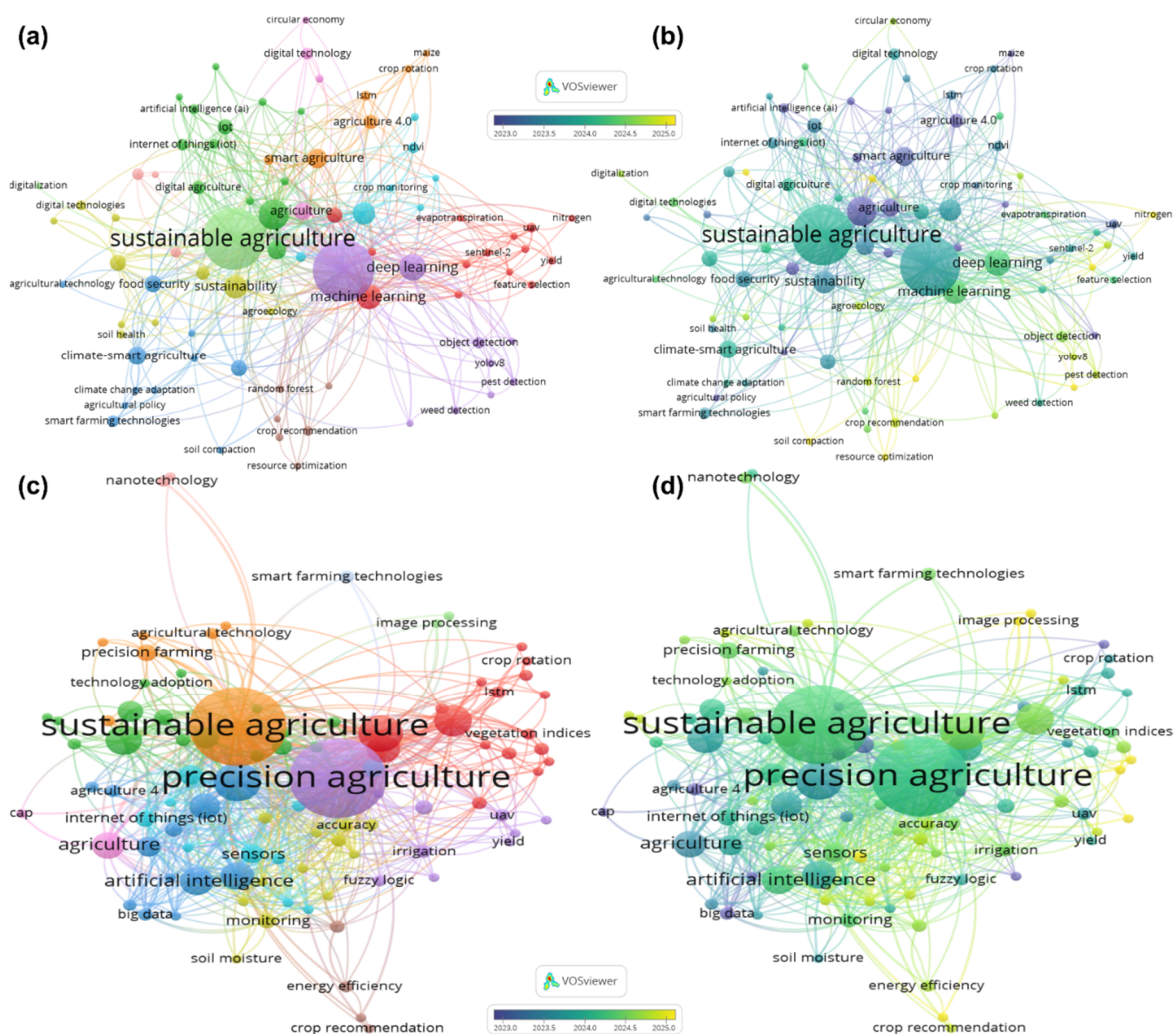 (a)
circular economy
digital technology
maize
crop rotation
lstm
artificial intelligence (ai)
iot
agriculture 4.0
internet of things (iot)
smart agriculture
ndvi
digitalization
digital agriculture
crop monitoring
digital technologies
agriculture
evapotranspiration
nitrogen
uav
sustainable agriculture
sentinel-2
yield
deep learning
agricultural technology
food security
sustainability
feature selection
machine learning
agroecology
soil health
climate-smart agriculture
object detection
yolov8
climate change adaptation
random forest
pest detection
agricultural policy
smart farming technologies
weed detection
crop recommendation
soil compaction
resource optimization
VOSviewer
2023.0 2023.5 2024.0 2024.5 2025.0
(b)
circular economy
digital technology
maize
crop rotation
lstm
artificial intelligence (ai)
iot
agriculture 4.0
internet of things (iot)
smart agriculture
ndvi
digitalization
digital agriculture
crop monitoring
digital technologies
agriculture
evapotranspiration
nitrogen
uav
sustainable agriculture
sentinel-2
yield
deep learning
agricultural technology
food security
sustainability
feature selection
machine learning
agroecology
soil health
climate-smart agriculture
object detection
yolov8
climate change adaptation
random forest
pest detection
agricultural policy
smart farming technologies
weed detection
crop recommendation
soil compaction
resource optimization
(c)
nanotechnology
smart farming technologies
image processing
agricultural technology
precision farming
crop rotation
technology adoption
lstm
sustainable agriculture
vegetation indices
precision agriculture
agriculture 4
cap
internet of things (iot)
accuracy
uav
agriculture
yield
sensors
irrigation
artificial intelligence
fuzzy logic
big data
monitoring
soil moisture
energy efficiency
crop recommendation
(d)
nanotechnology
smart farming technologies
image processing
agricultural technology
precision farming
crop rotation
technology adoption
lstm
sustainable agriculture
vegetation indices
precision agriculture
agriculture 4
cap
internet of things (iot)
accuracy
uav
agriculture
yield
sensors
irrigation
artificial intelligence
fuzzy logic
big data
monitoring
soil moisture
energy efficiency
crop recommendation
VOSviewer
2023.0 2023.5 2024.0 2024.5 2025.0